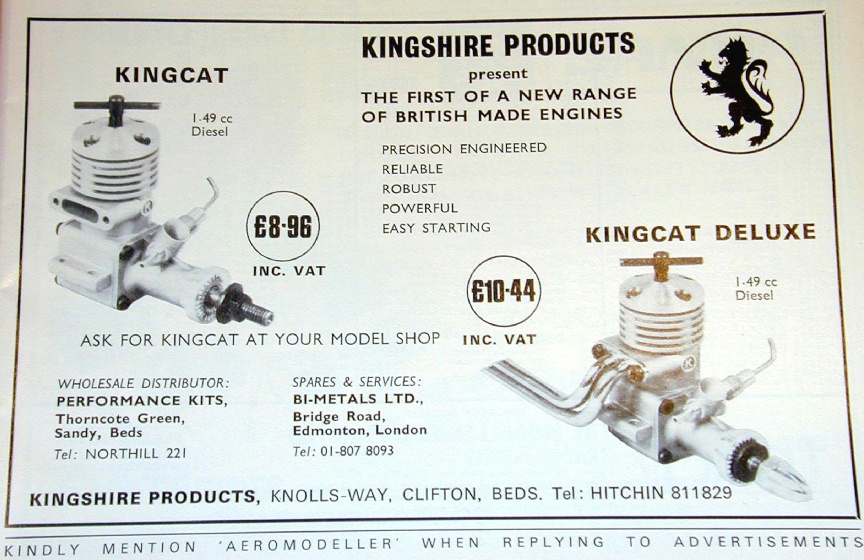 KINGSHIRE PRODUCTS
present
THE FIRST OF A NEW RANGE
OF BRITISH MADE ENGINES
KINGCAT
1·49 cc
Diesel
PRECISION ENGINEERED
RELIABLE
ROBUST
POWERFUL
EASY STARTING
£8·96
INC. VAT
KINGCAT DELUXE
£10·44
INC. VAT
1·49 cc
Diesel
K
K
ASK FOR KINGCAT AT YOUR MODEL SHOP
WHOLESALE DISTRIBUTOR:
PERFORMANCE KITS,
Thorncote Green,
Sandy, Beds
Tel: NORTHILL 221
SPARES & SERVICES:
BI-METALS LTD.,
Bridge Road,
Edmonton, London
Tel: 01-807 8093
KINGSHIRE PRODUCTS, KNOLLS-WAY, CLIFTON, BEDS. Tel: HITCHIN 811829
KINDLY MENTION 'AEROMODELLER' WHEN REPLYING TO ADVERTISEMENTS